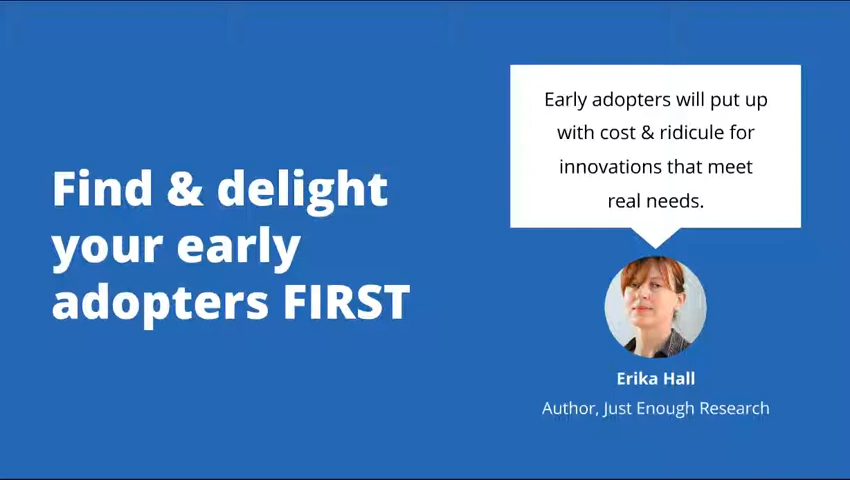 Find & delight
your early
adopters FIRST
Early adopters will put up
with cost & ridicule for
innovations that meet
real needs.
Erika Hall
Author, Just Enough Research